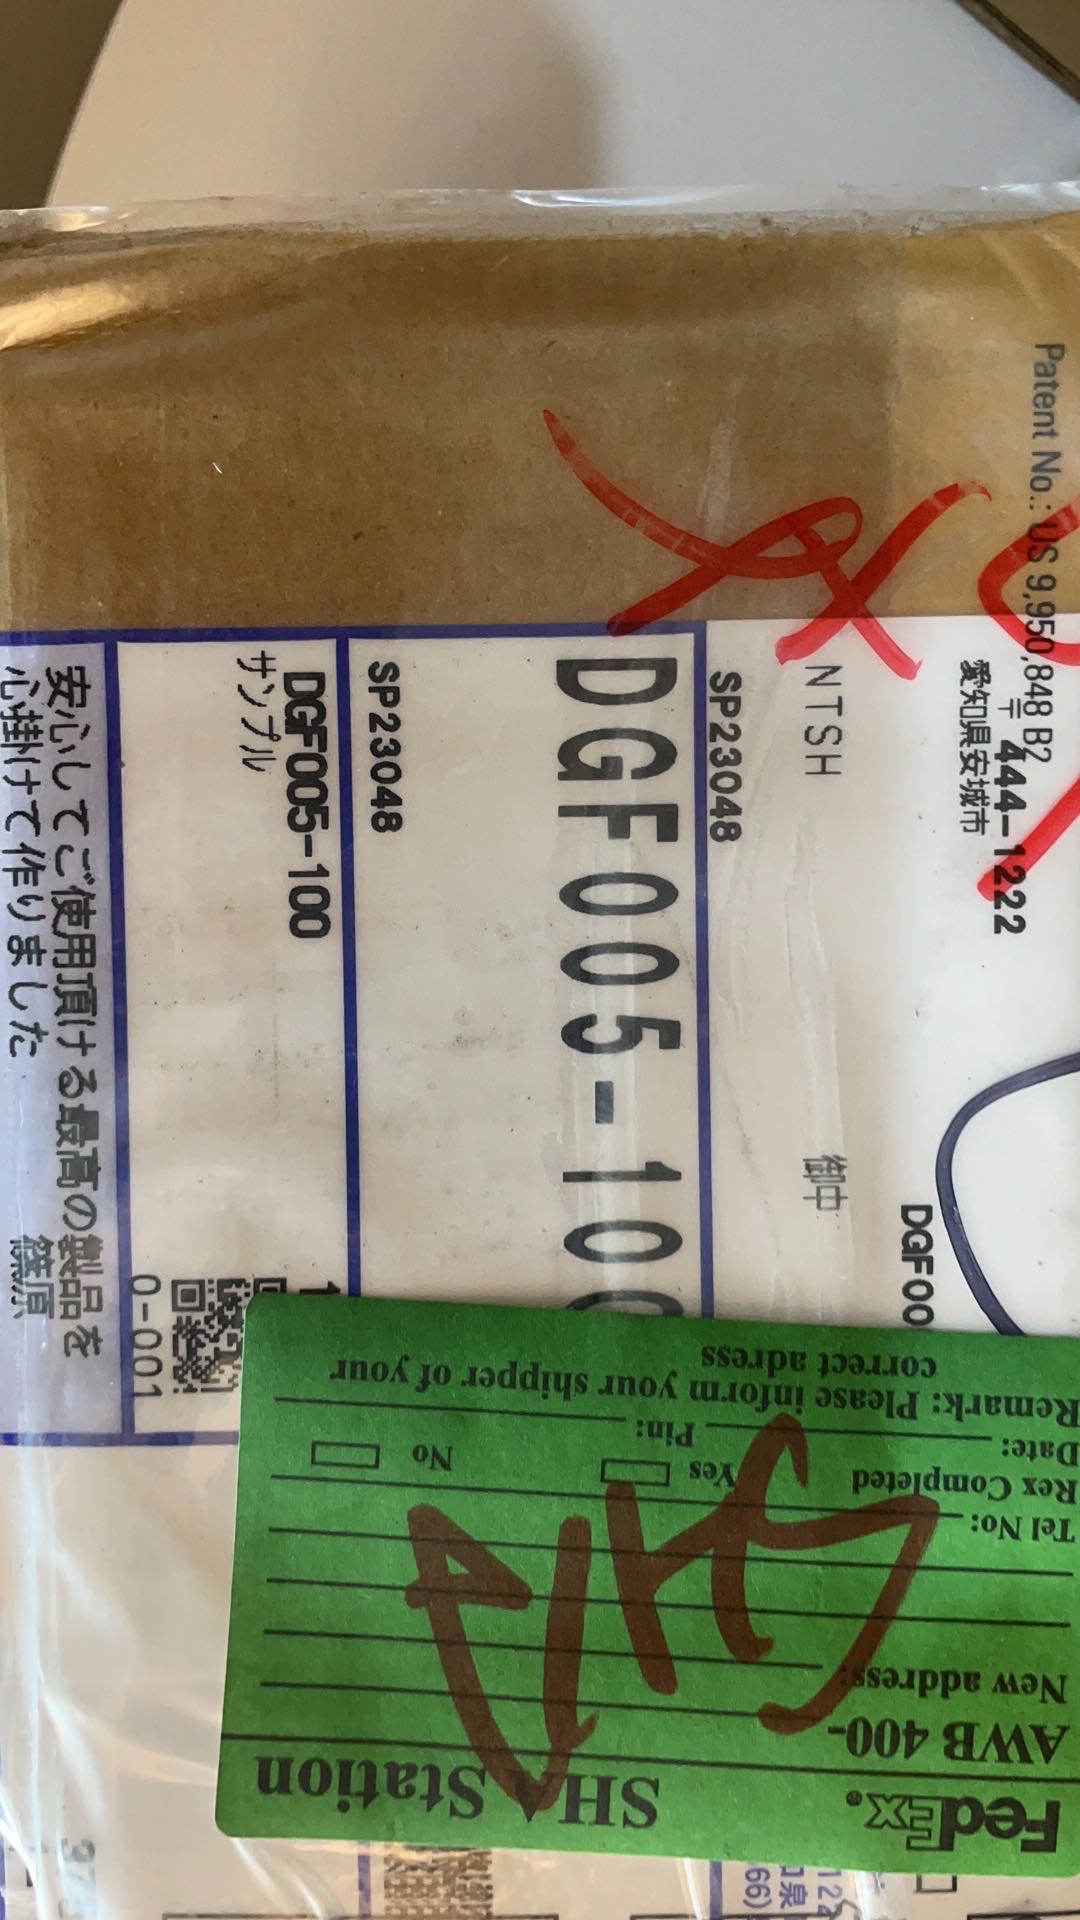 Patent No.: US 9,950,848 B2
〒444-1222
愛知県安城市
DGF00
NTSH 御中
SP23048
DGF005-10
SP23048
DGF005-100
サンプル
0-001
安心してご使用頂ける最高の製品を
心掛けて作りました
篠原
FedEx®
SHA Station
AWB 400-
New address:
Tel No:
Rex Completed Yes No
Date: Pin:
Remark: Please inform your shipper of your
correct adress